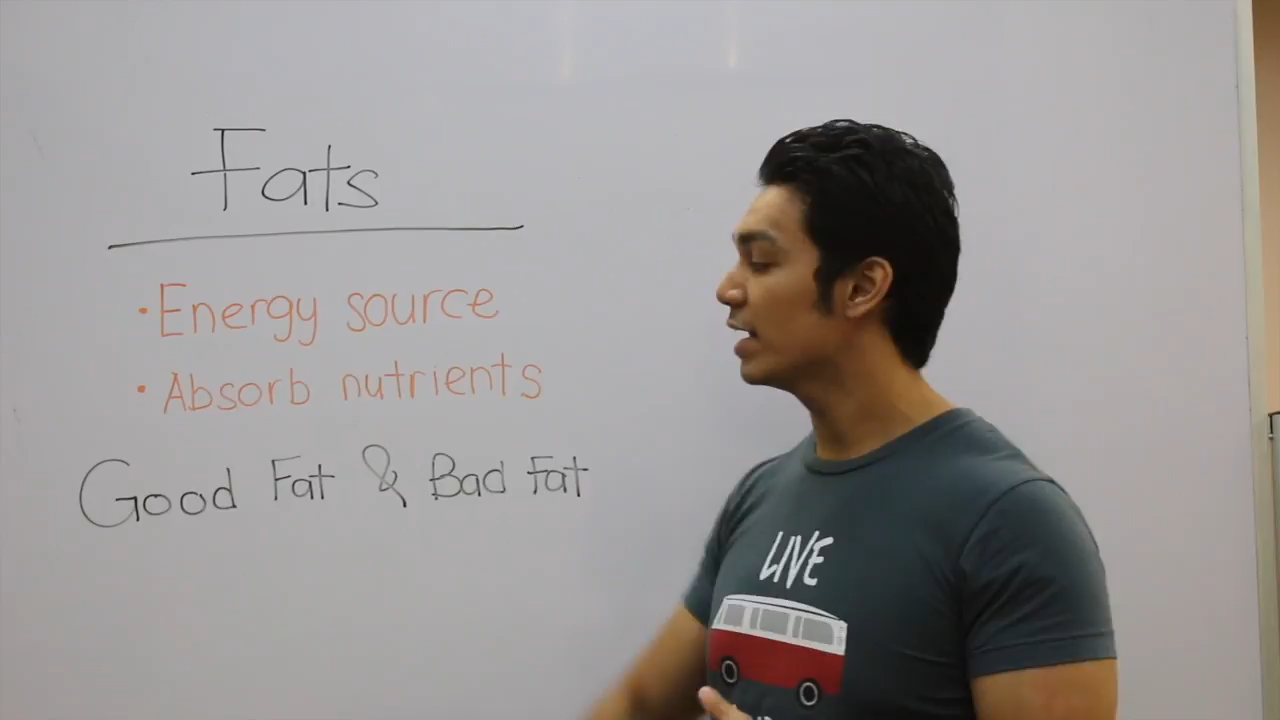 Fats
• Energy source
• Absorb nutrients
Good Fat & Bad Fat
LIVE